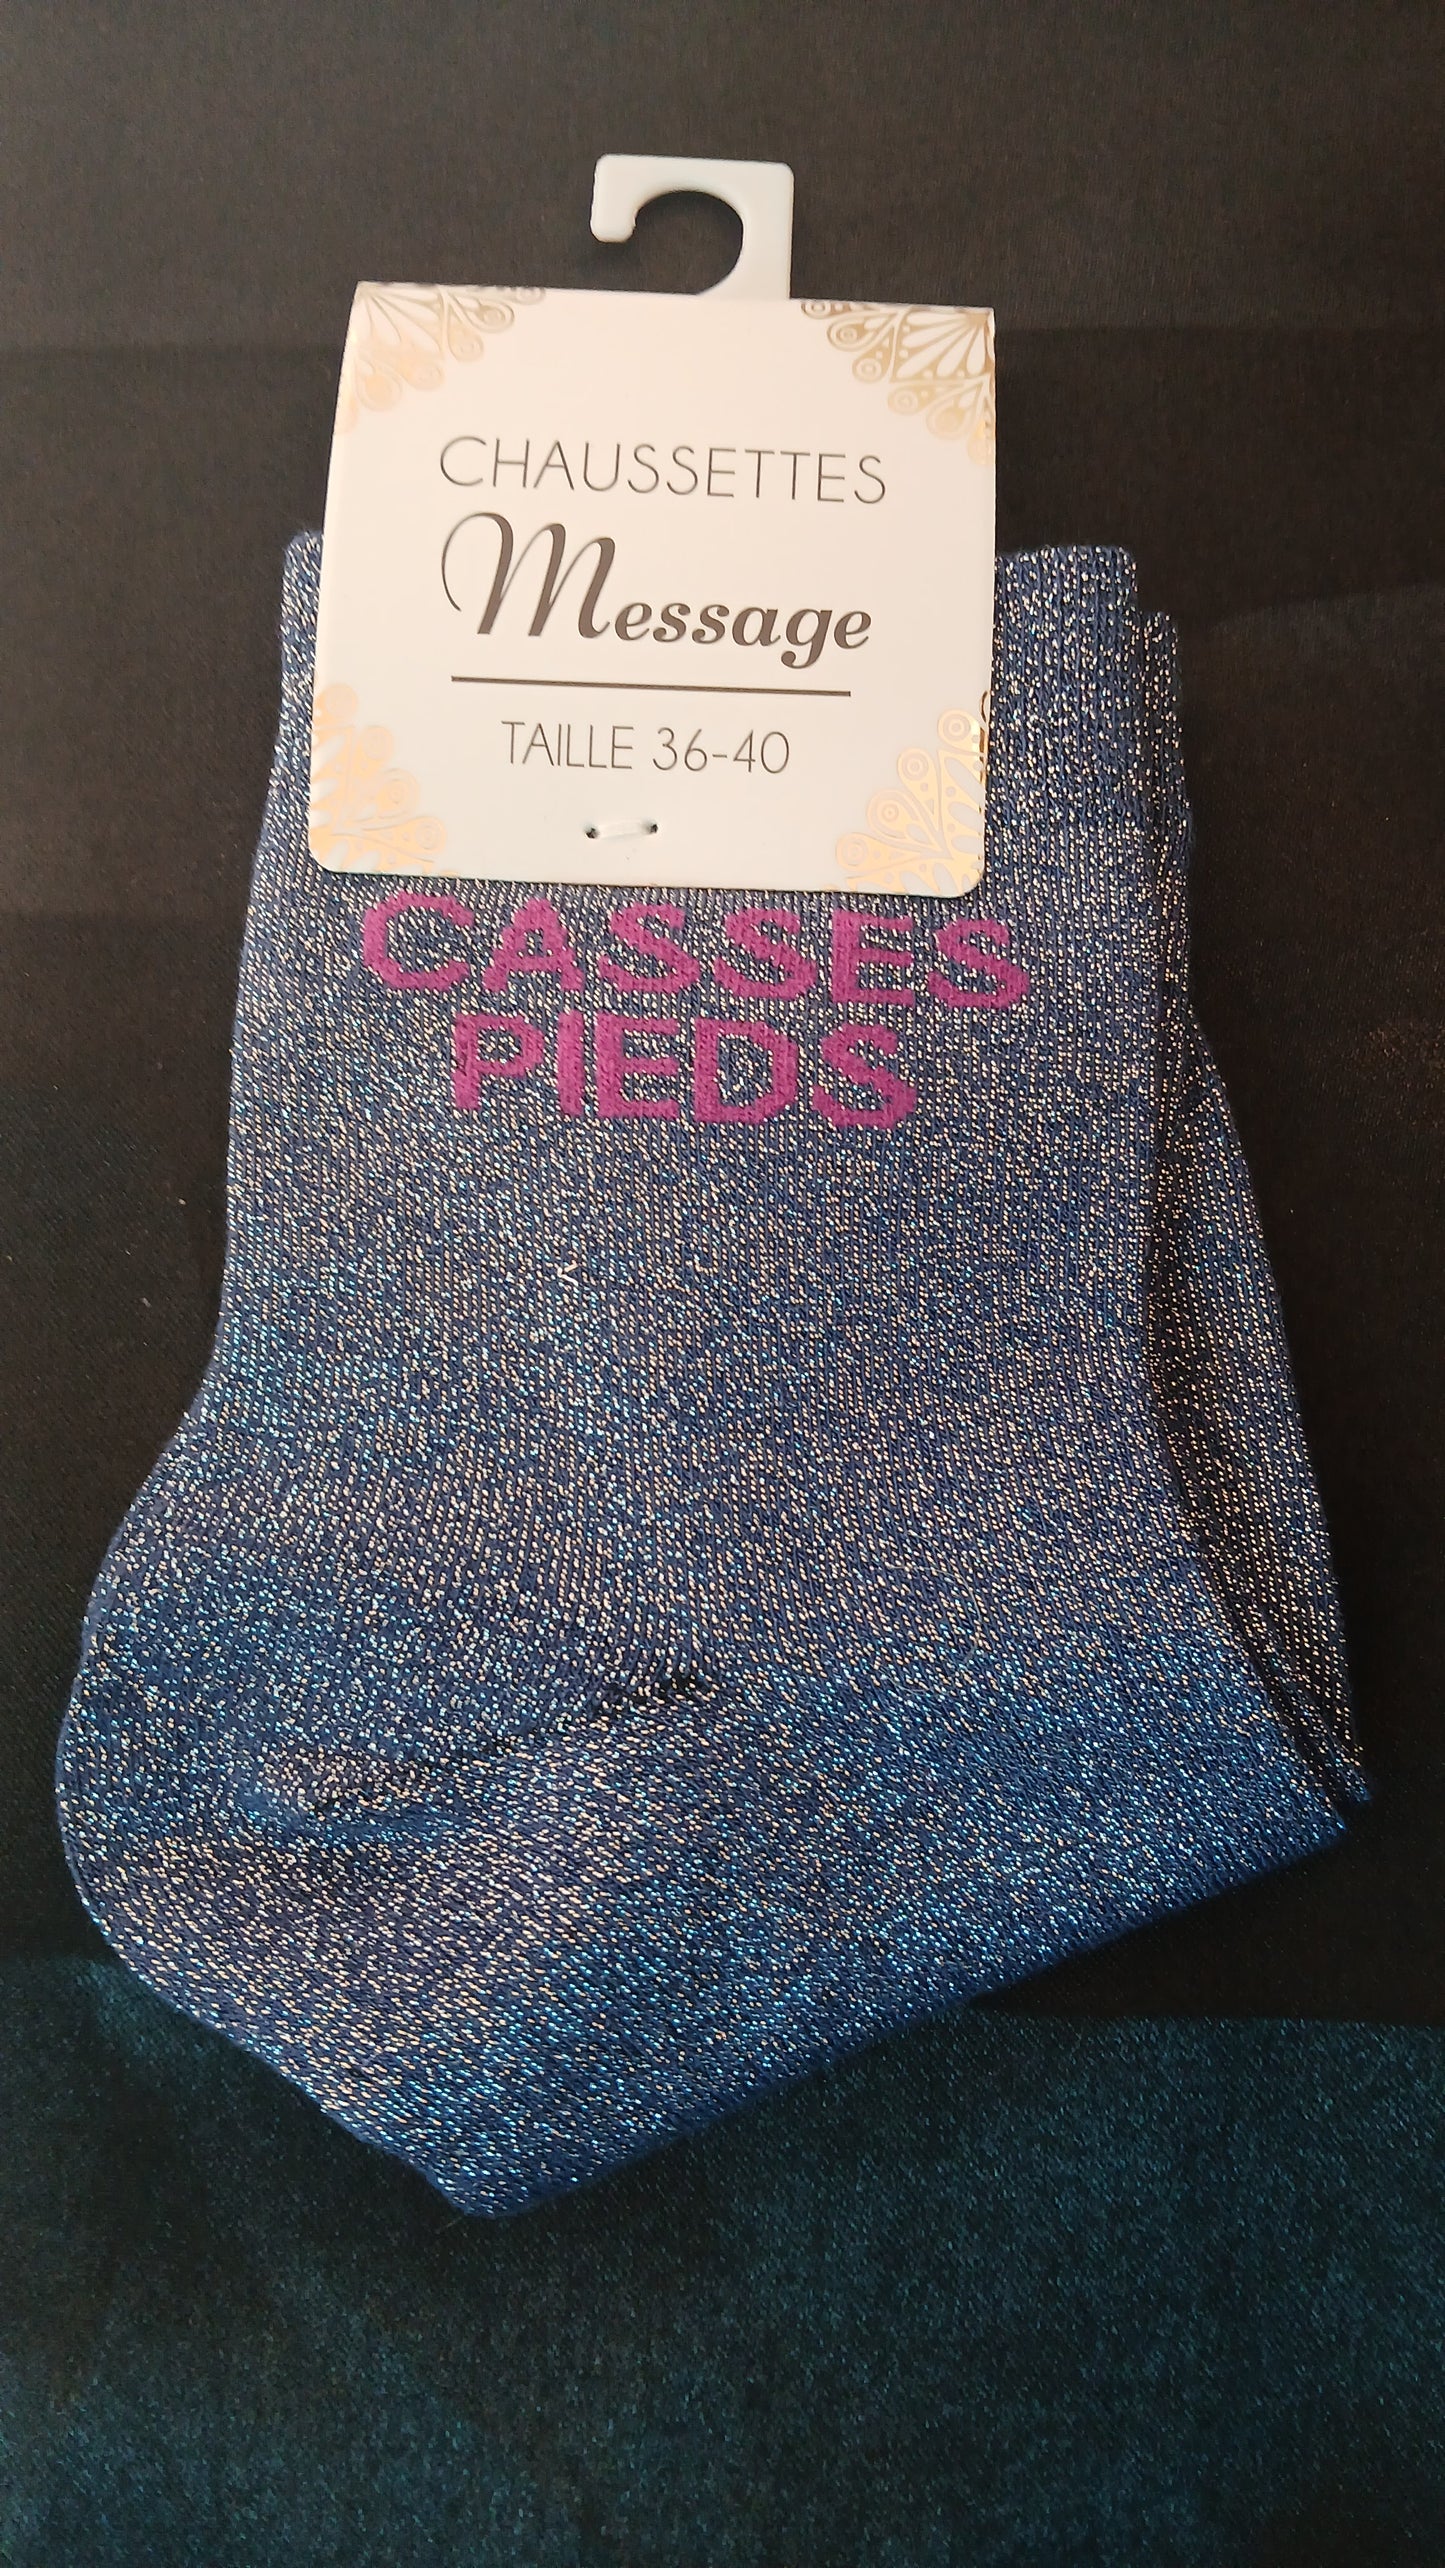 CHAUSSETTES
Message
TAILLE 36-40
CASSES
PIEDS